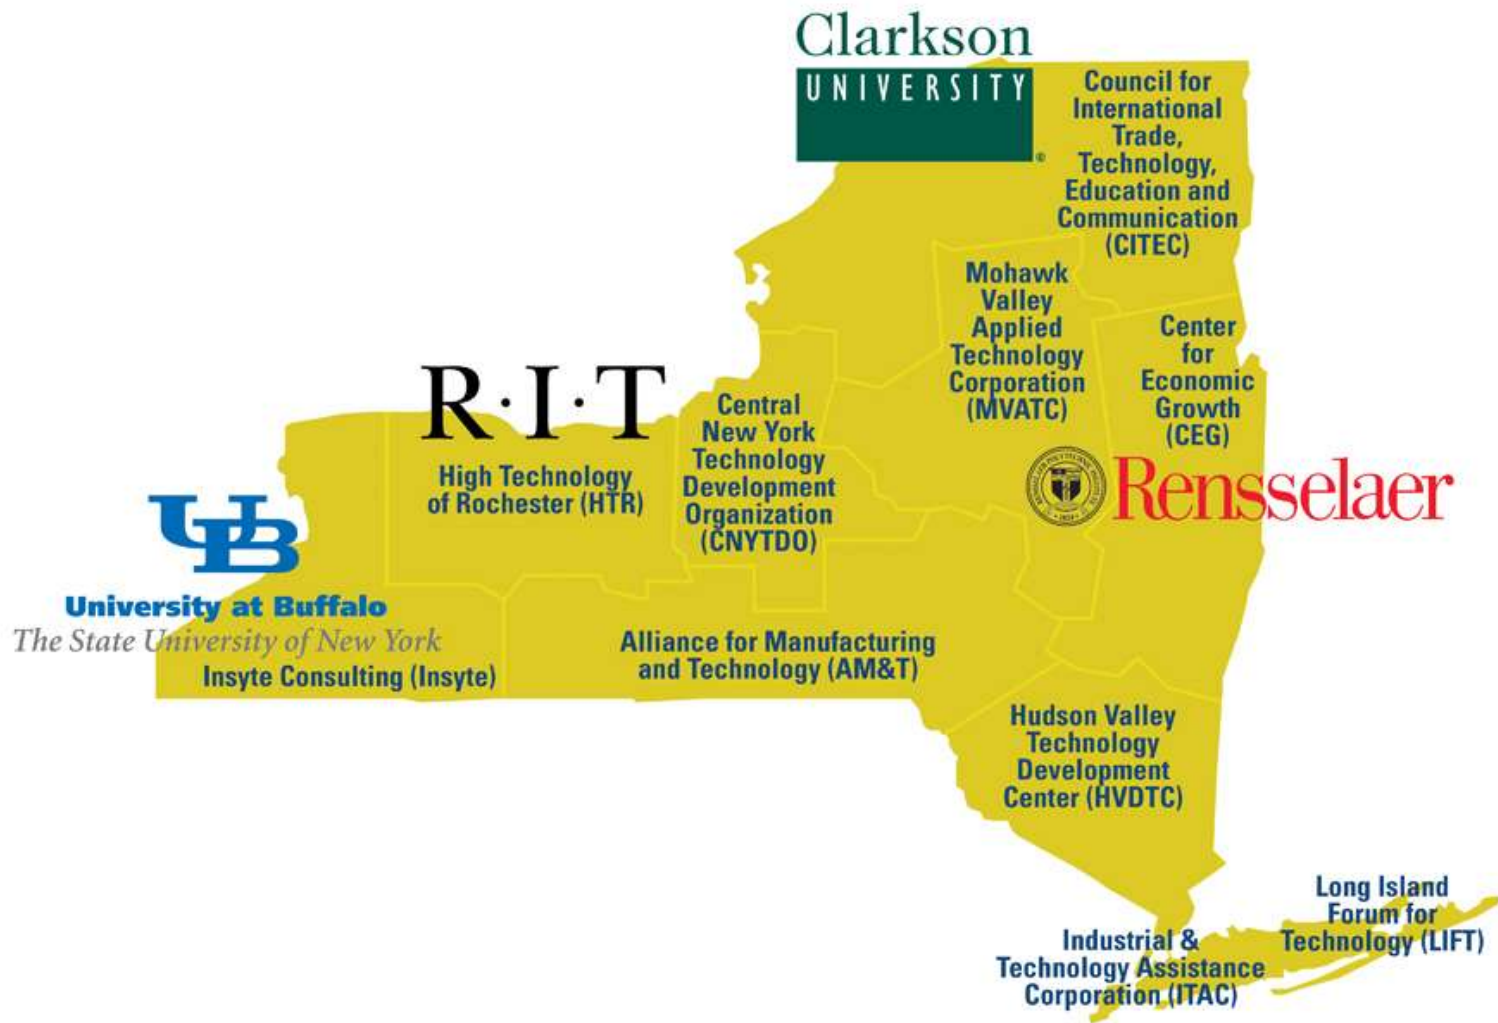 Clarkson
UNIVERSITY
Council for
International
Trade,
Technology,
Education and
Communication
(CITEC)
Mohawk
Valley
Applied
Technology
Corporation
(MVATC)
Center
for
Economic
Growth
(CEG)
R·I·T
High Technology
of Rochester (HTR)
Central
New York
Technology
Development
Organization
(CNYTDO)
Rensselaer
UB
University at Buffalo
The State University of New York
Insyte Consulting (Insyte)
Alliance for Manufacturing
and Technology (AM&T)
Hudson Valley
Technology
Development
Center (HVDTC)
Long Island
Forum for
Technology (LIFT)
Industrial &
Technology Assistance
Corporation (ITAC)